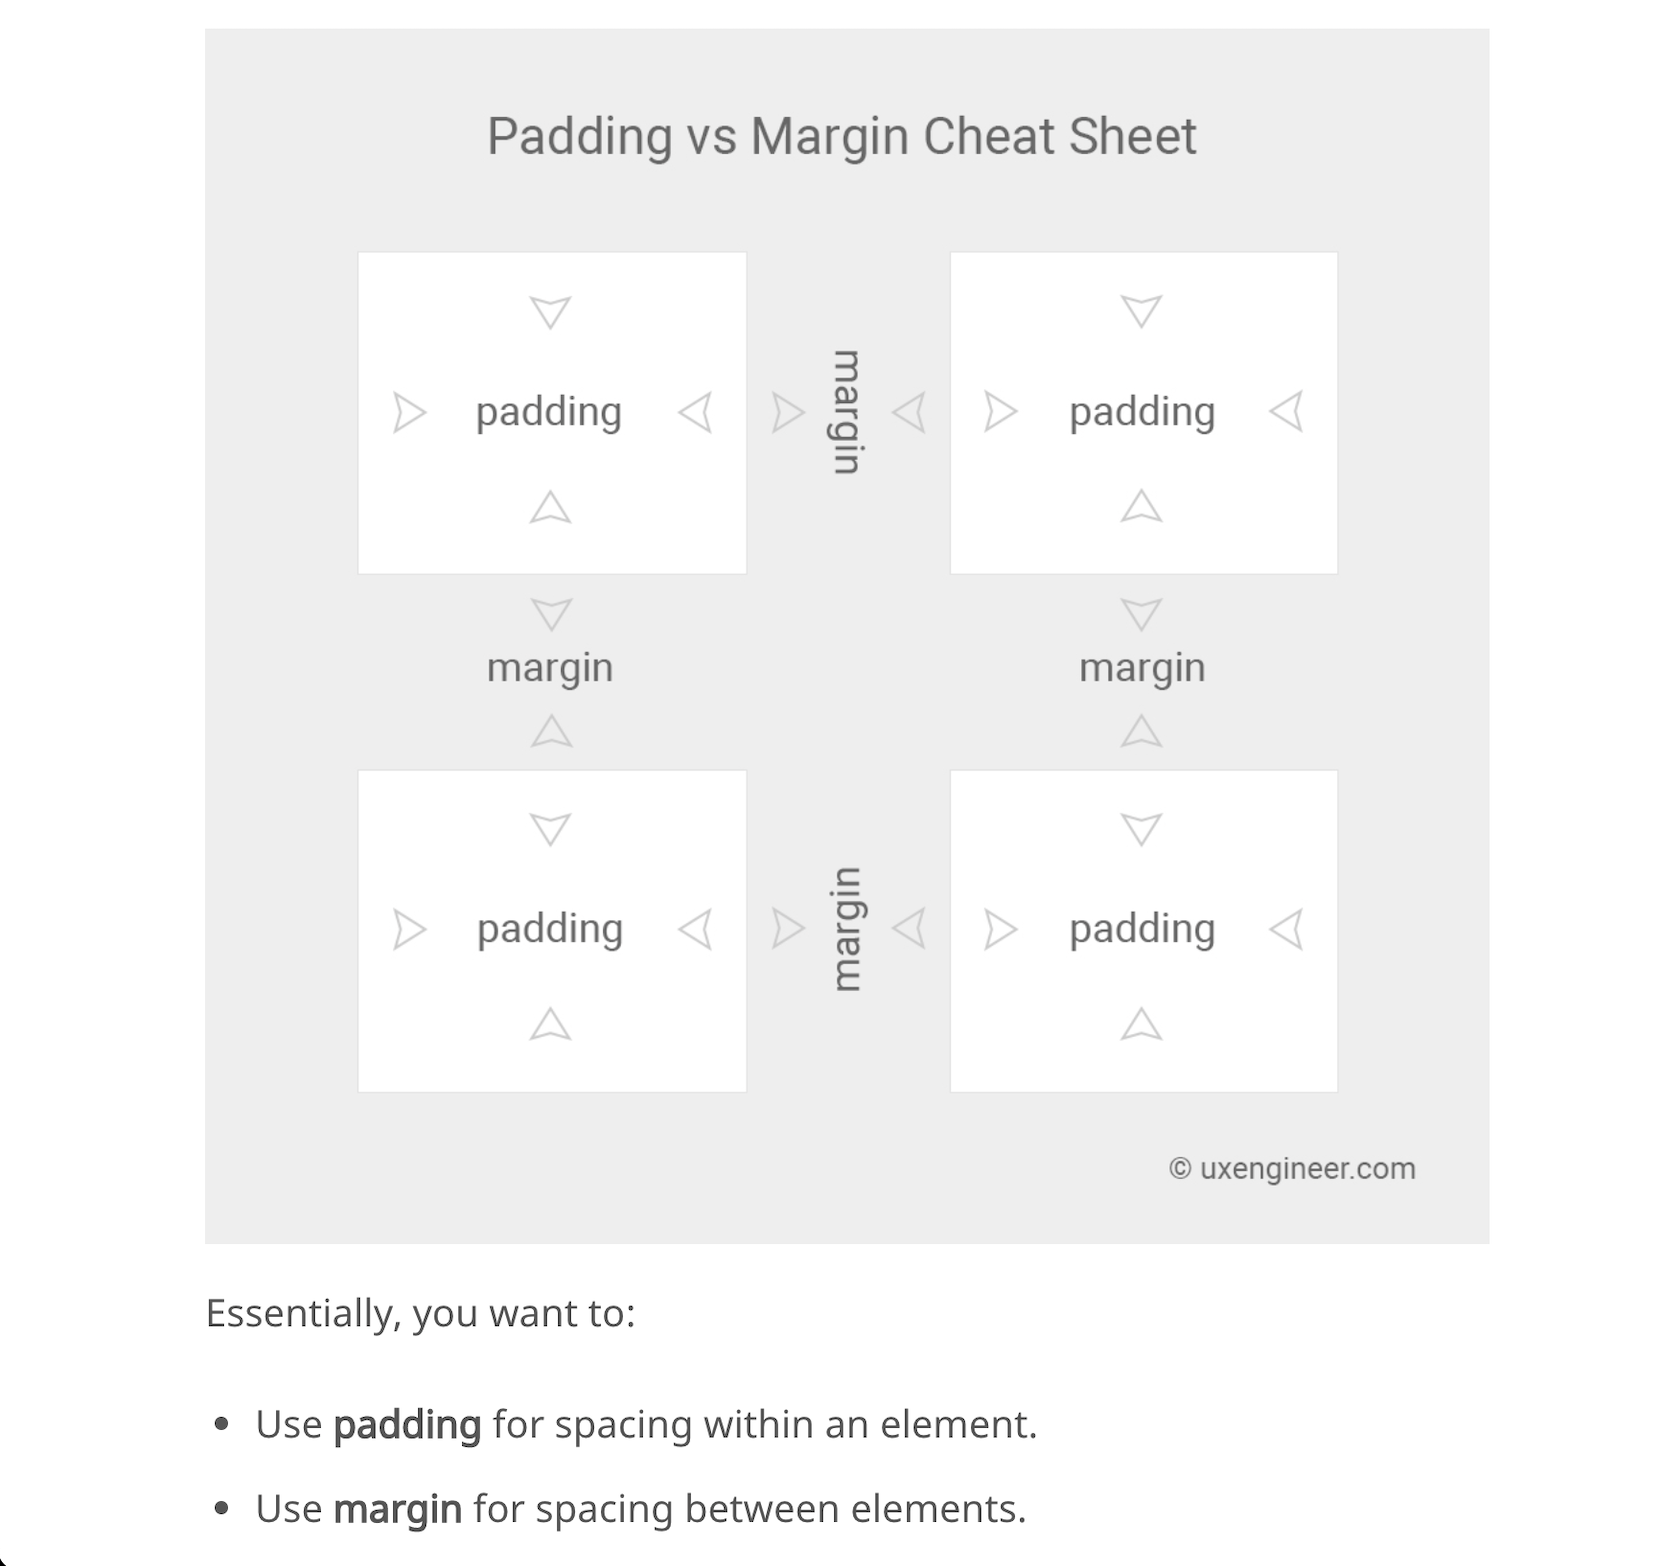 Padding vs Margin Cheat Sheet
padding
margin
padding
margin
margin
padding
margin
padding
© uxengineer.com
Essentially, you want to:
• Use padding for spacing within an element.
• Use margin for spacing between elements.